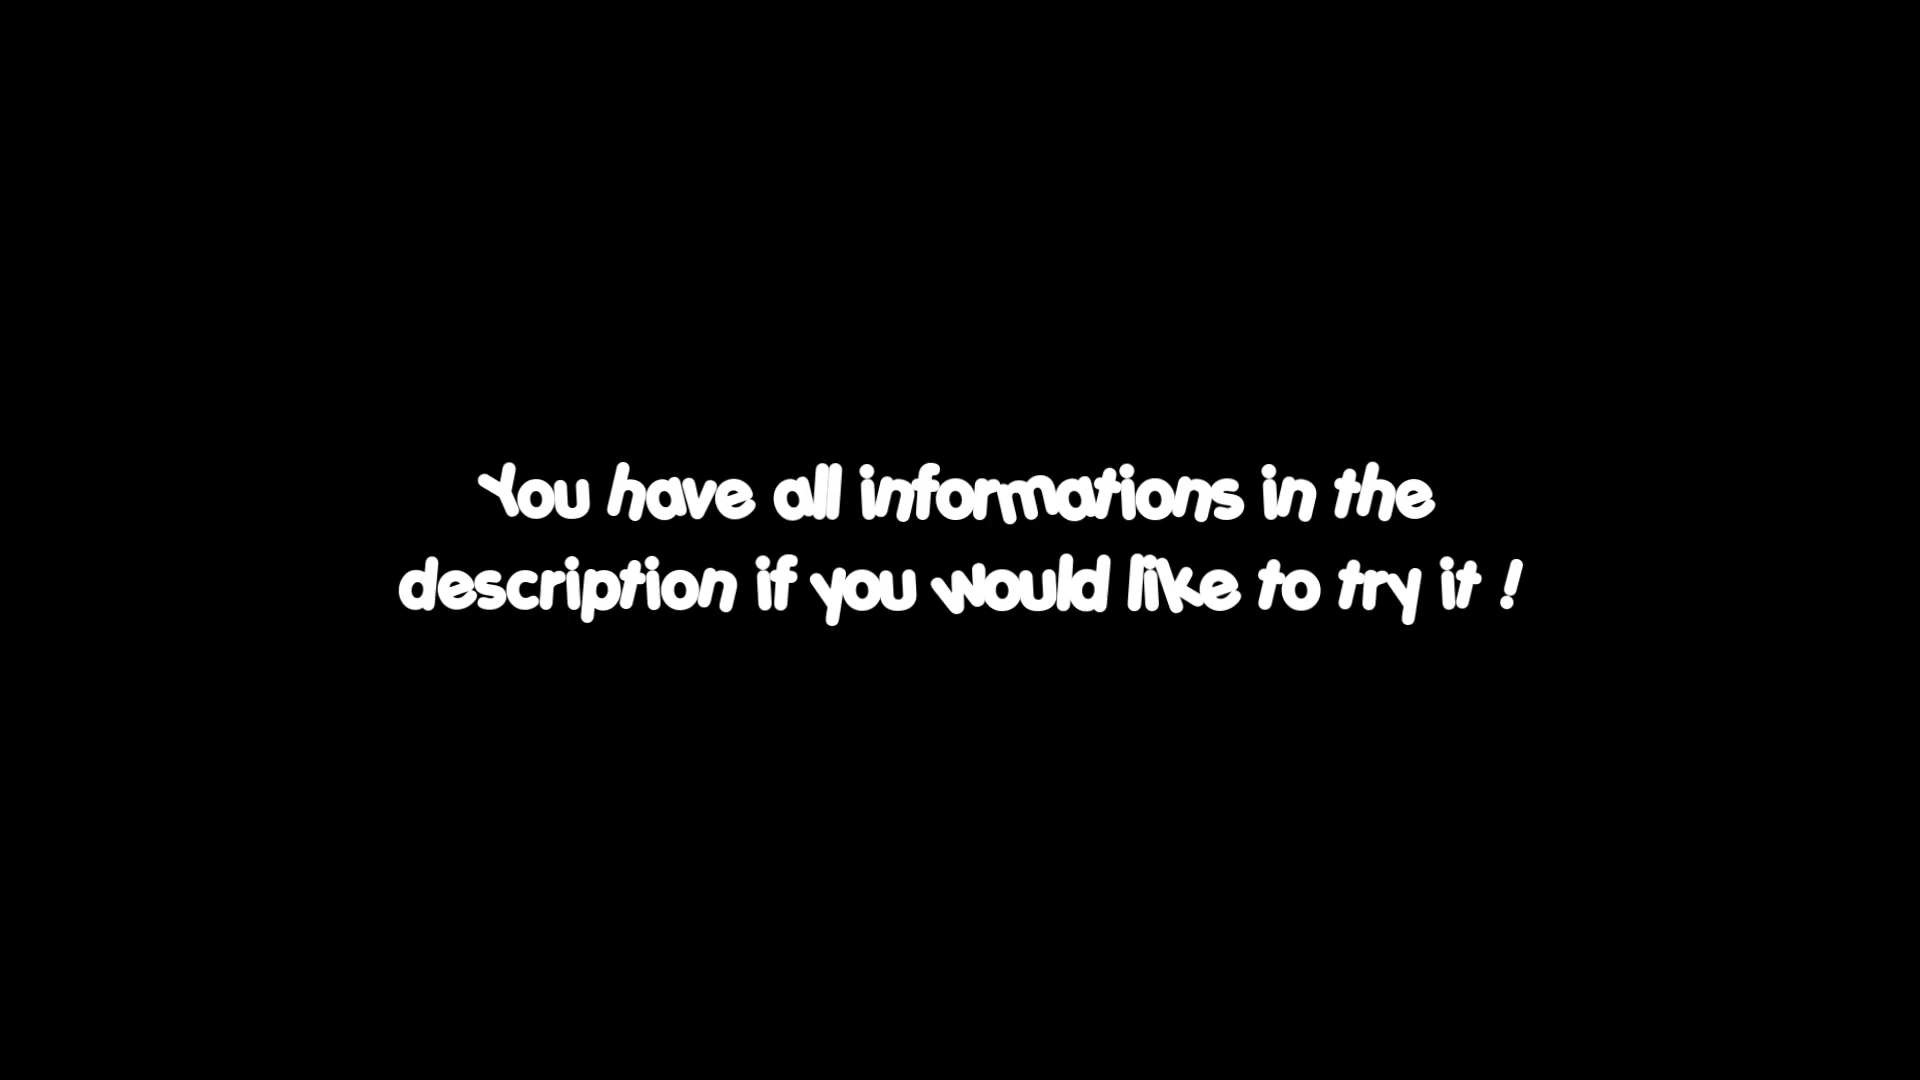 You have all informations in the
description if you would like to try it !